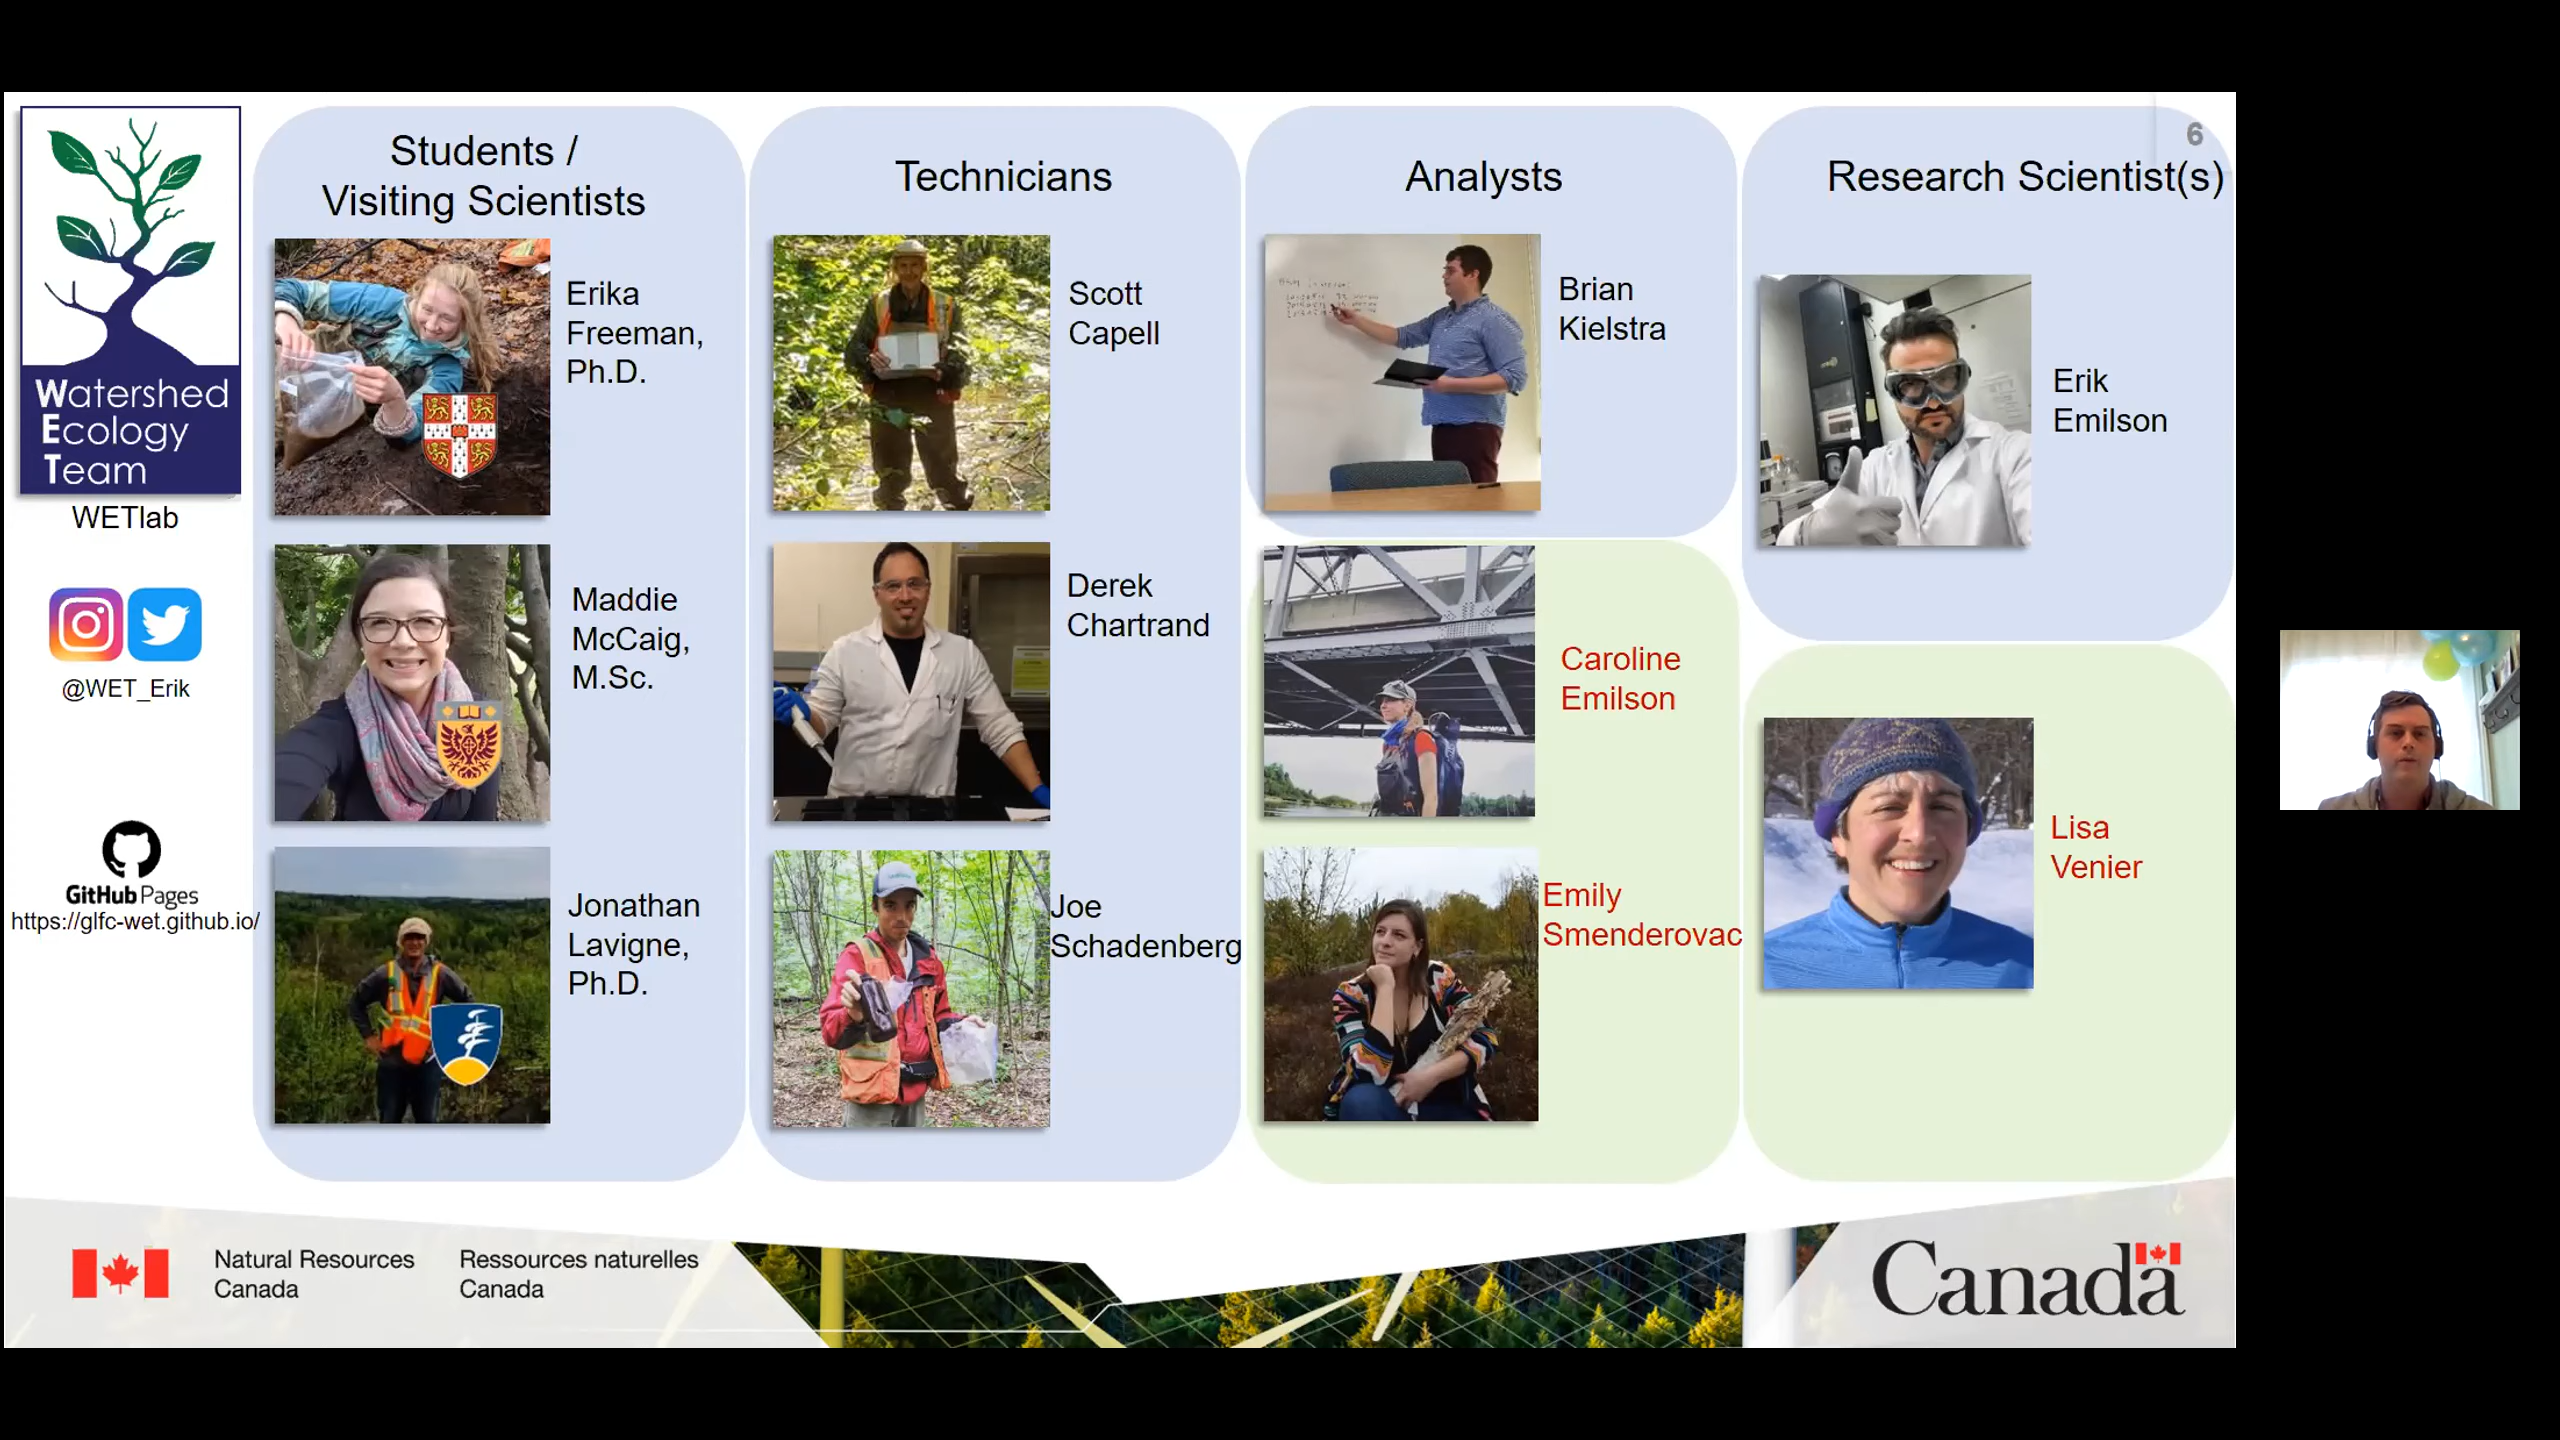 Watershed
Ecology
Team
WETlab
@WET_Erik
GitHub Pages
https://glfc-wet.github.io/
Students /
Visiting Scientists
Erika
Freeman,
Ph.D.
Maddie
McCaig,
M.Sc.
Jonathan
Lavigne,
Ph.D.
Technicians
Scott
Capell
Derek
Chartrand
Joe
Schadenberg
Analysts
Brian
Kielstra
Caroline
Emilson
Emily
Smenderovac
6
Research Scientist(s)
Erik
Emilson
Lisa
Venier
Natural Resources
Canada
Ressources naturelles
Canada
Canada